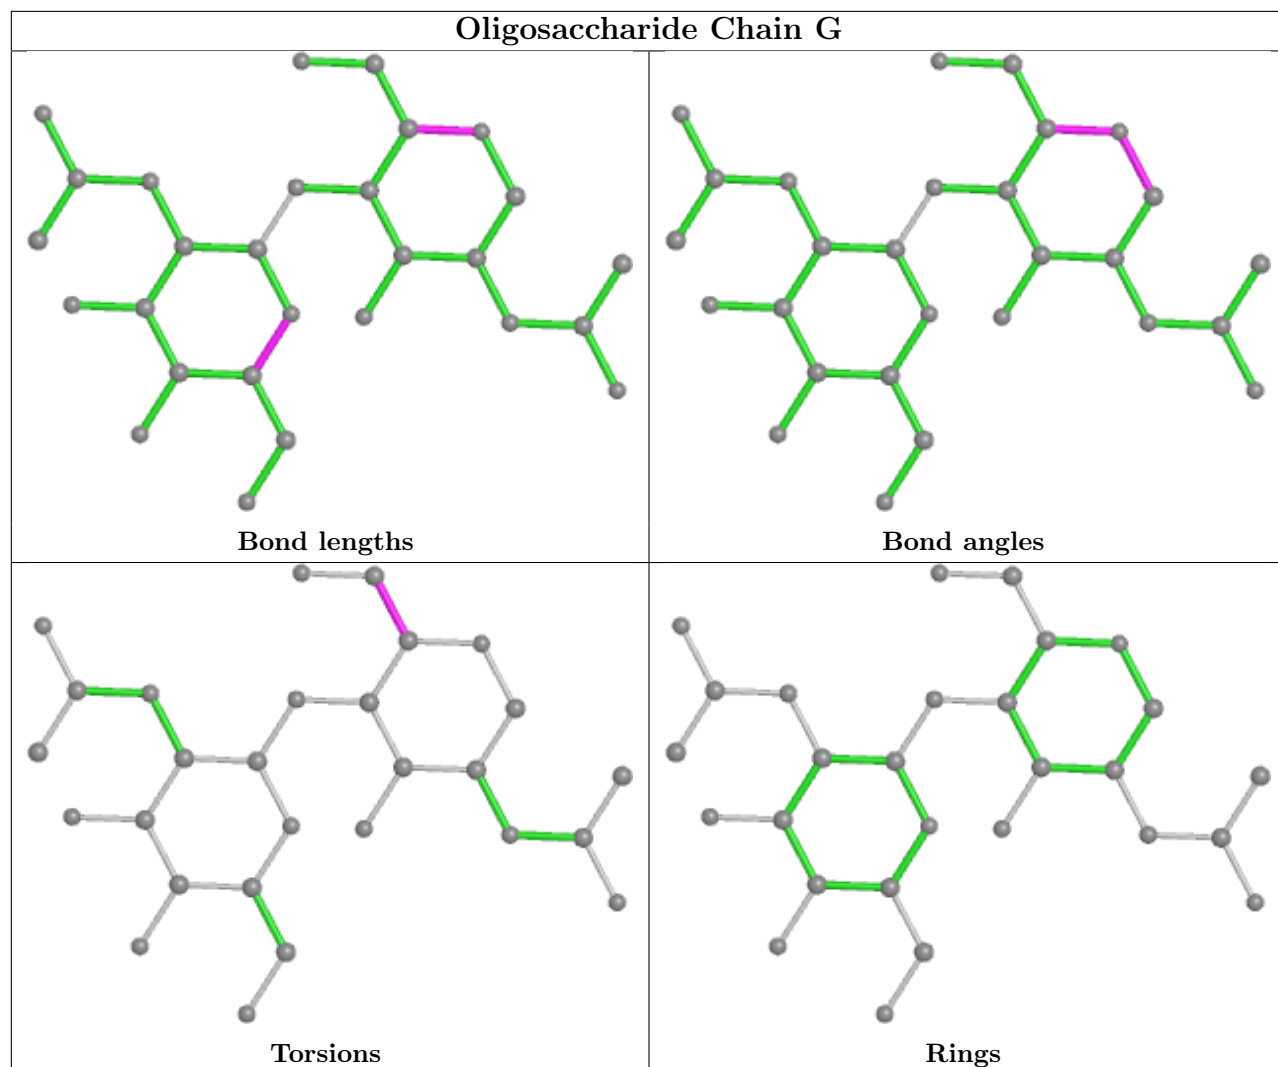 Oligosaccharide Chain G
Bond lengths
Bond angles
Torsions
Rings